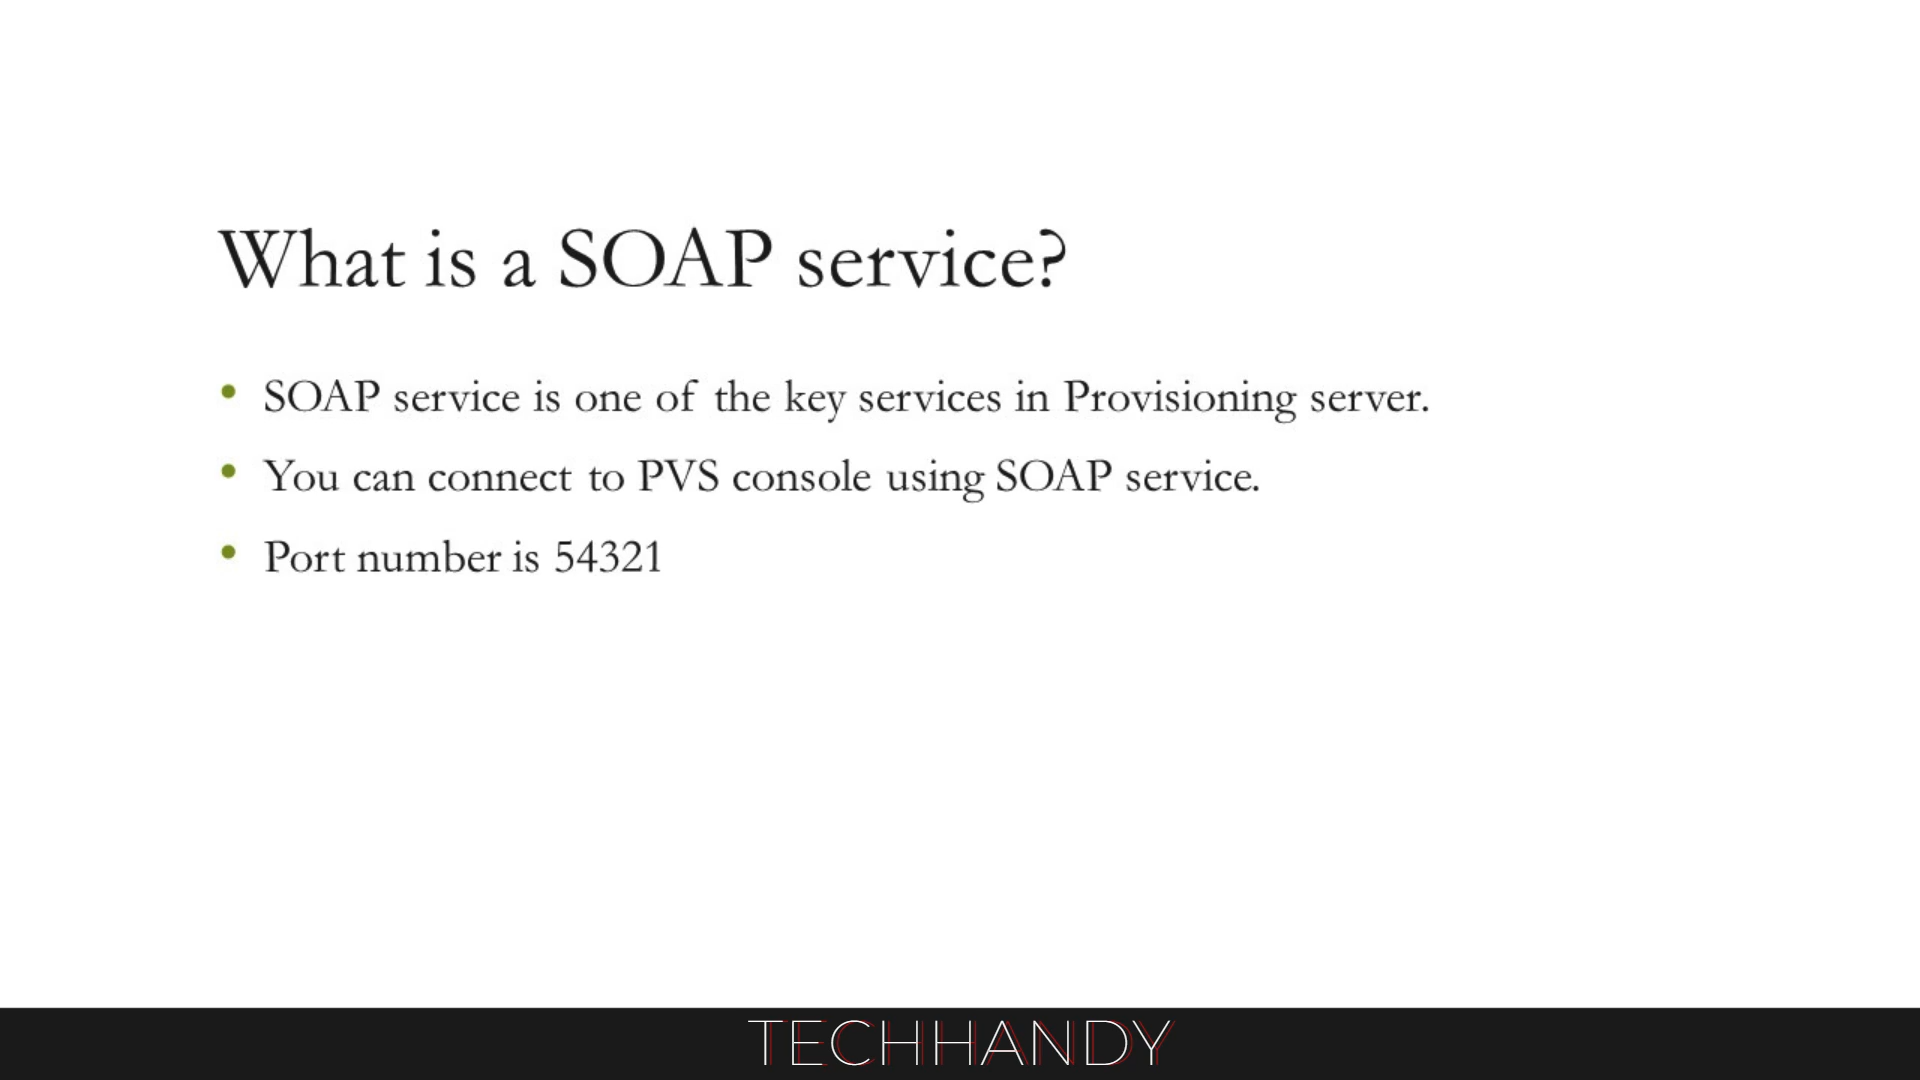 What is a SOAP service?
• SOAP service is one of the key services in Provisioning server.
• You can connect to PVS console using SOAP service.
• Port number is 54321
TECHHANDY